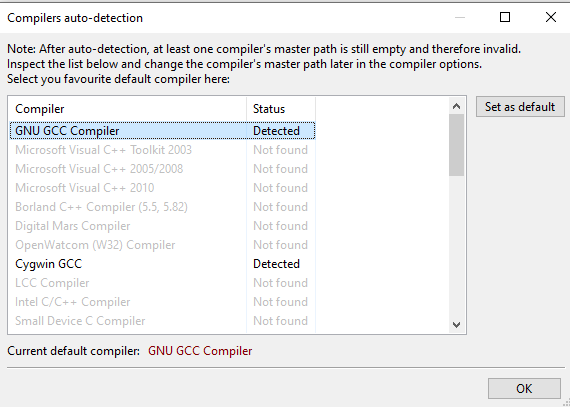 Compilers auto-detection
Note: After auto-detection, at least one compiler's master path is still empty and therefore invalid.
Inspect the list below and change the compiler's master path later in the compiler options.
Select you favourite default compiler here:
Compiler Status
Set as default
GNU GCC Compiler Detected
Microsoft Visual C++ Toolkit 2003 Not found
Microsoft Visual C++ 2005/2008 Not found
Microsoft Visual C++ 2010 Not found
Borland C++ Compiler (5.5, 5.82) Not found
Digital Mars Compiler Not found
OpenWatcom (W32) Compiler Not found
Cygwin GCC Detected
LCC Compiler Not found
Intel C/C++ Compiler Not found
Small Device C Compiler Not found
Current default compiler: GNU GCC Compiler
OK